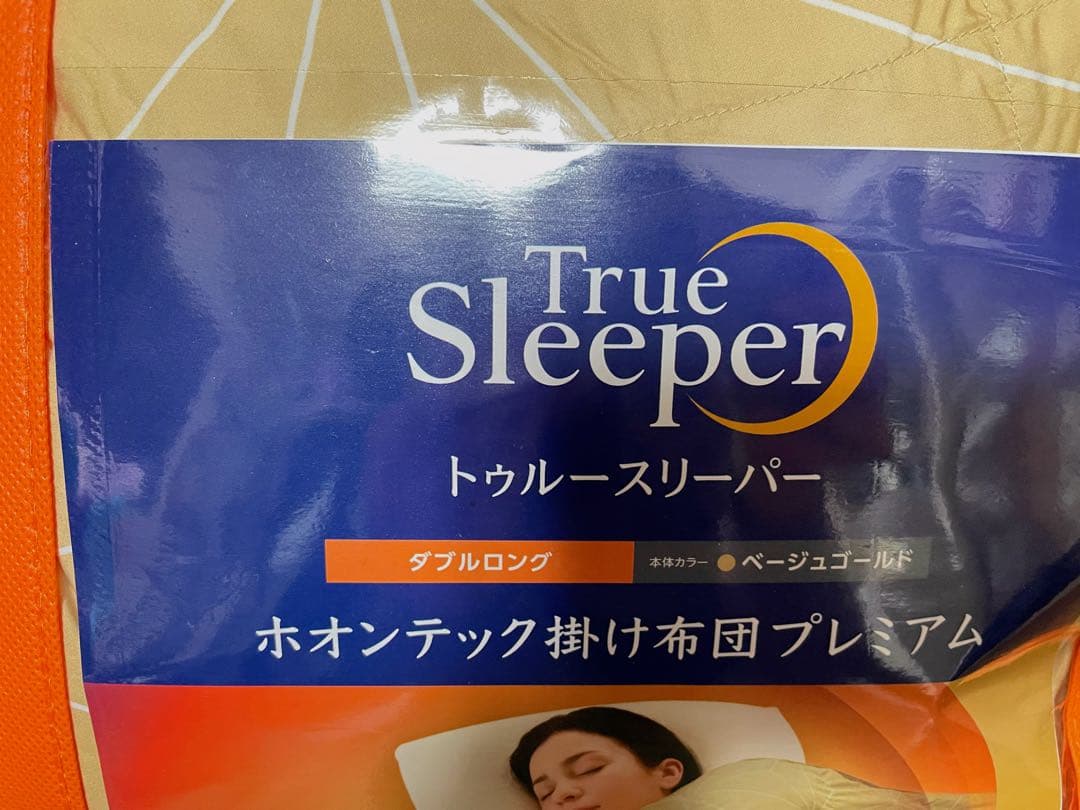 True
Sleeper
トゥルースリーパー
ダブルロング 本体カラー ベージュゴールド
ホオンテック掛け布団プレミアム